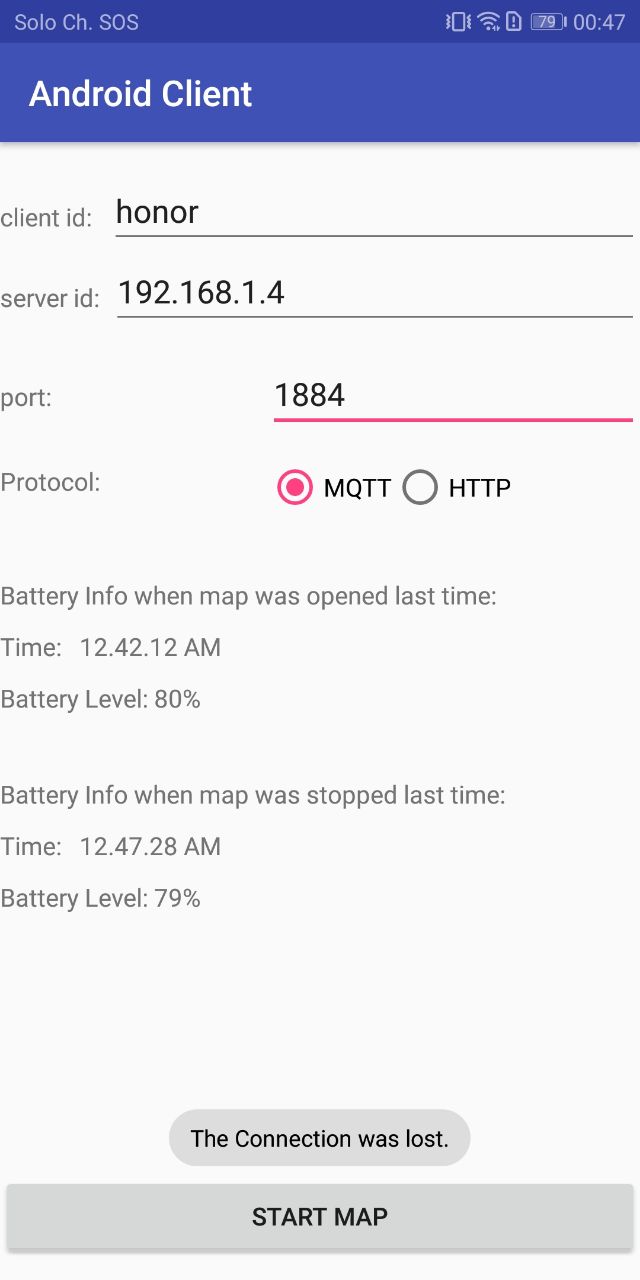 Solo Ch. SOS 79 00:47
Android Client
client id: honor
server id: 192.168.1.4
port: 1884
Protocol: MQTT HTTP
Battery Info when map was opened last time:
Time: 12.42.12 AM
Battery Level: 80%
Battery Info when map was stopped last time:
Time: 12.47.28 AM
Battery Level: 79%
The Connection was lost.
START MAP